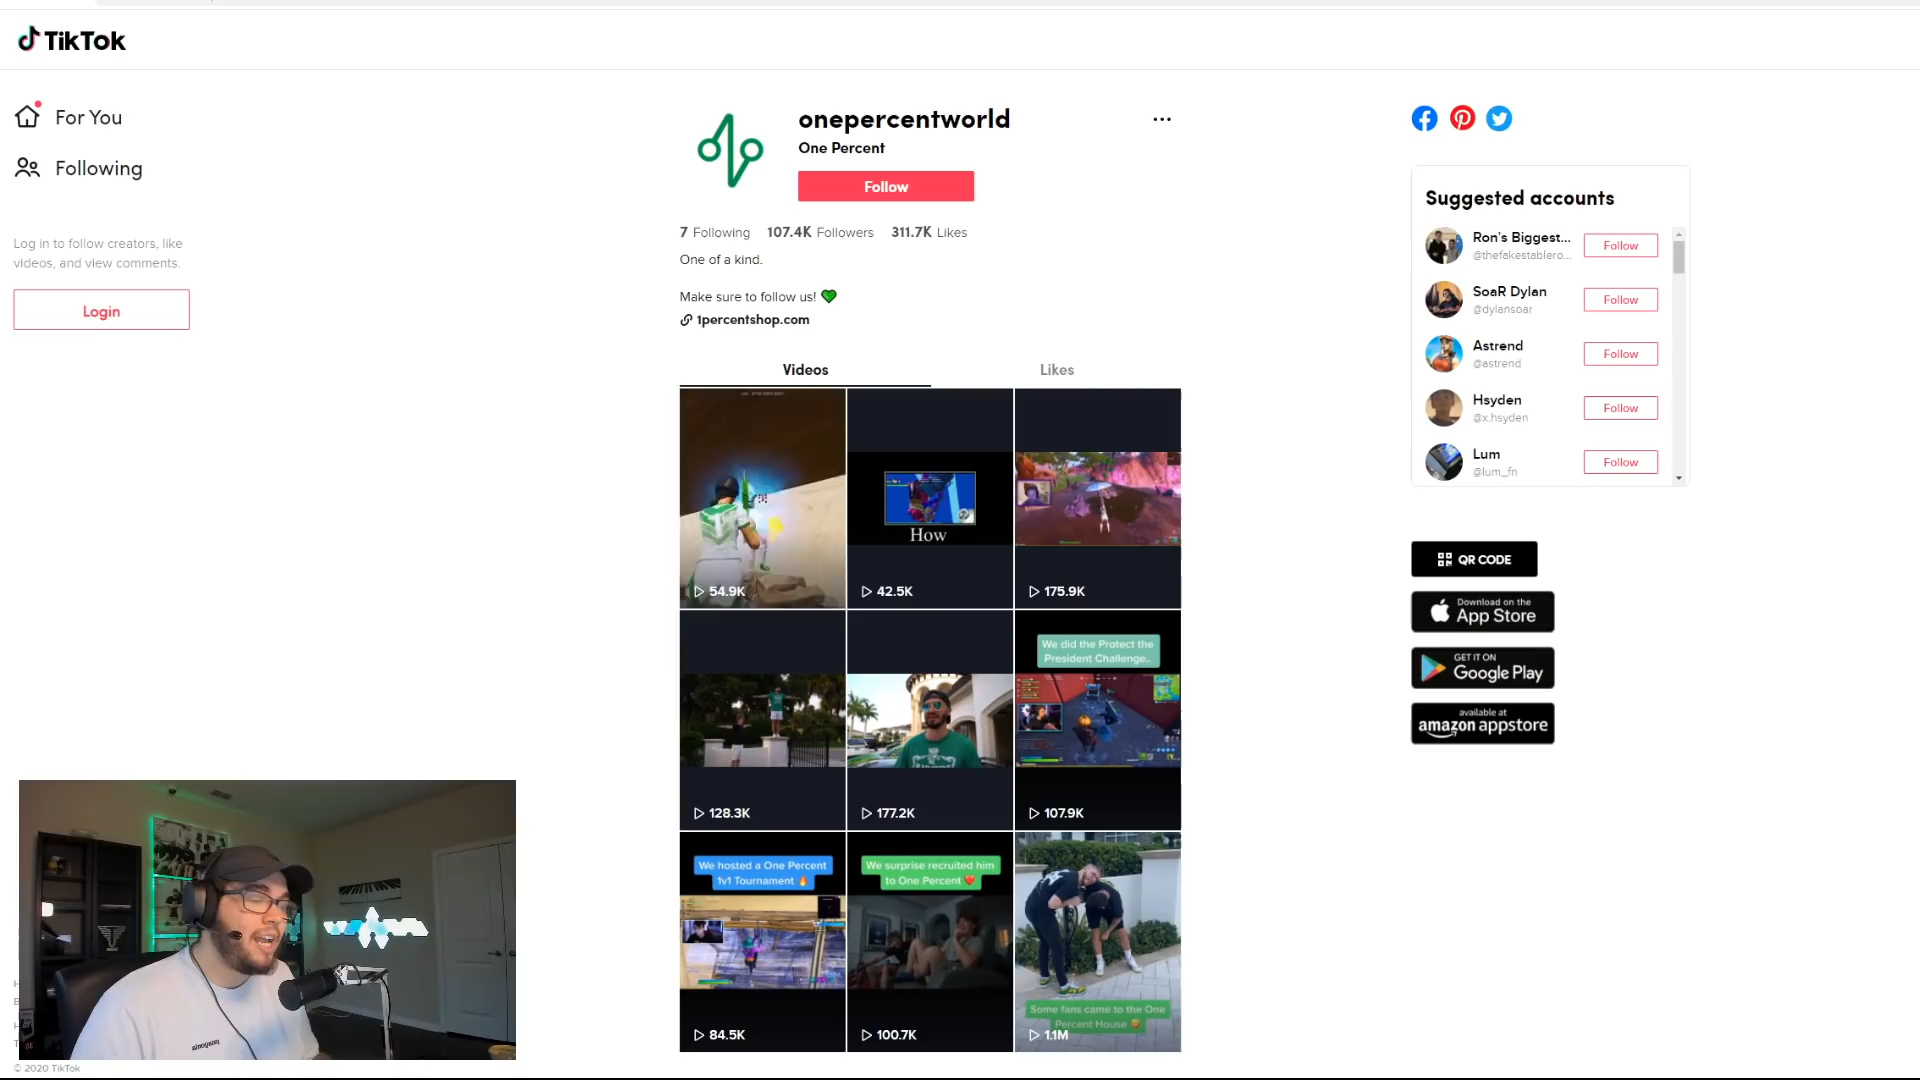 TikTok
For You
Following
Log in to follow creators, like
videos, and view comments.
Login
onepercentworld
One Percent
Follow
7 Following 107.4K Followers 311.7K Likes
One of a kind.
Make sure to follow us! 💚
1percentshop.com
Videos Likes
54.9K
How
42.5K
175.9K
128.3K
177.2K
We did the Protect the
President Challenge..
107.9K
We hosted a One Percent
1v1 Tournament 🔥
84.5K
We surprise recruited him
to One Percent ❤️
100.7K
Some fans came to the One
Percent House
1.1M
Suggested accounts
Ron's Biggest...
@thefakestablero...
Follow
SoaR Dylan
@dylansoar
Follow
Astrend
@astrend
Follow
Hsyden
@x.hsyden
Follow
Lum
@lum_fn
Follow
QR CODE
Download on the
App Store
GET IT ON
Google Play
available at
amazon appstore
© 2020 TikTok